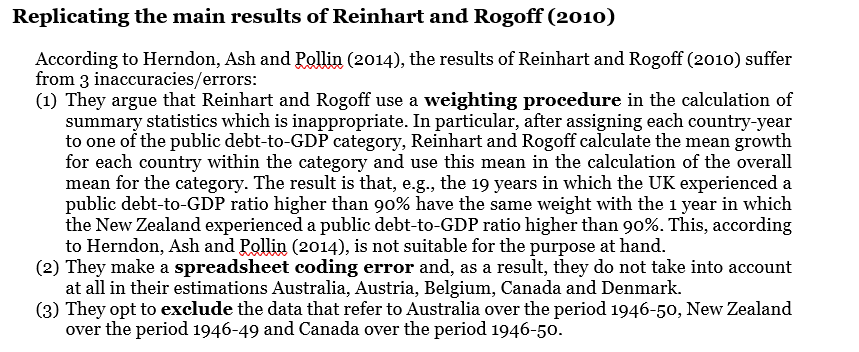 Replicating the main results of Reinhart and Rogoff (2010)
According to Herndon, Ash and Pollin (2014), the results of Reinhart and Rogoff (2010) suffer
from 3 inaccuracies/errors:
(1) They argue that Reinhart and Rogoff use a weighting procedure in the calculation of
summary statistics which is inappropriate. In particular, after assigning each country-year
to one of the public debt-to-GDP category, Reinhart and Rogoff calculate the mean growth
for each country within the category and use this mean in the calculation of the overall
mean for the category. The result is that, e.g., the 19 years in which the UK experienced a
public debt-to-GDP ratio higher than 90% have the same weight with the 1 year in which
the New Zealand experienced a public debt-to-GDP ratio higher than 90%. This, according
to Herndon, Ash and Pollin (2014), is not suitable for the purpose at hand.
(2) They make a spreadsheet coding error and, as a result, they do not take into account
at all in their estimations Australia, Austria, Belgium, Canada and Denmark.
(3) They opt to exclude the data that refer to Australia over the period 1946-50, New Zealand
over the period 1946-49 and Canada over the period 1946-50.